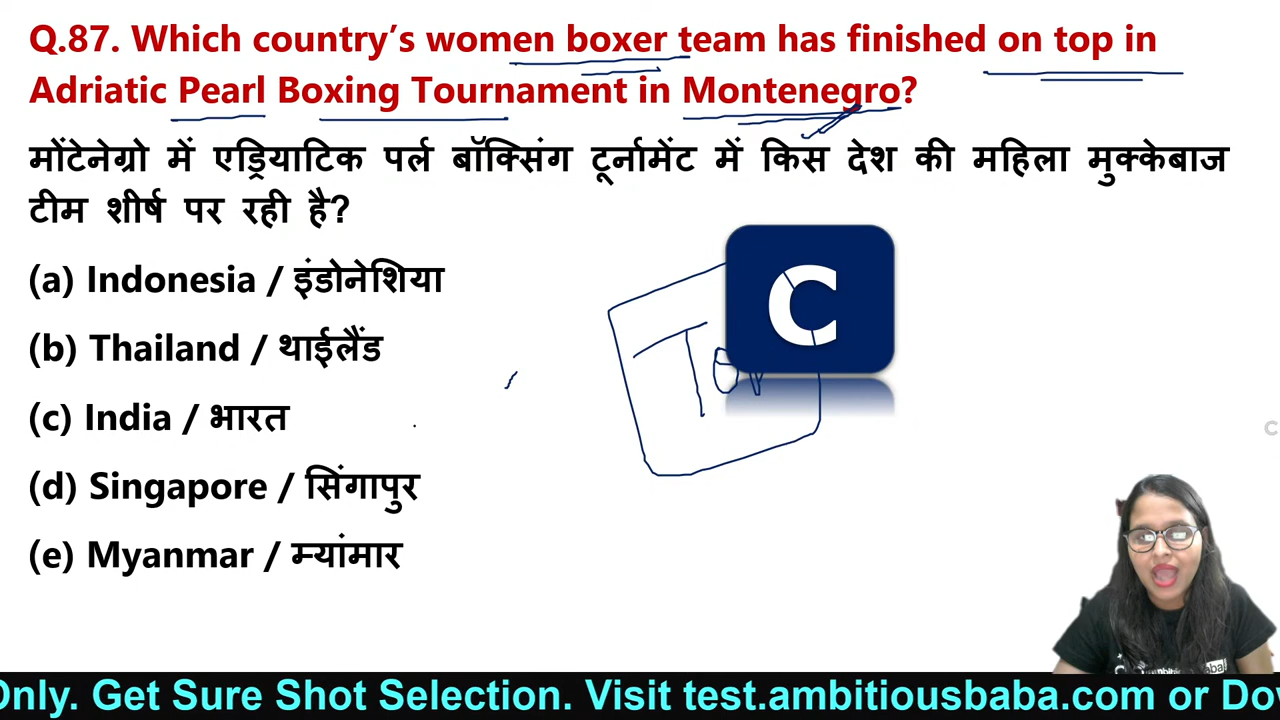 Q.87. Which country’s women boxer team has finished on top in
Adriatic Pearl Boxing Tournament in Montenegro?
मोंटेनेग्रो में एड्रियाटिक पर्ल बॉक्सिंग टूर्नामेंट में किस देश की महिला मुक्केबाज
टीम शीर्ष पर रही है?
(a) Indonesia / इंडोनेशिया
(b) Thailand / थाईलैंड
(c) India / भारत
(d) Singapore / सिंगापुर
(e) Myanmar / म्यांमार
C
Only. Get Sure Shot Selection. Visit test.ambitiousbaba.com or Do